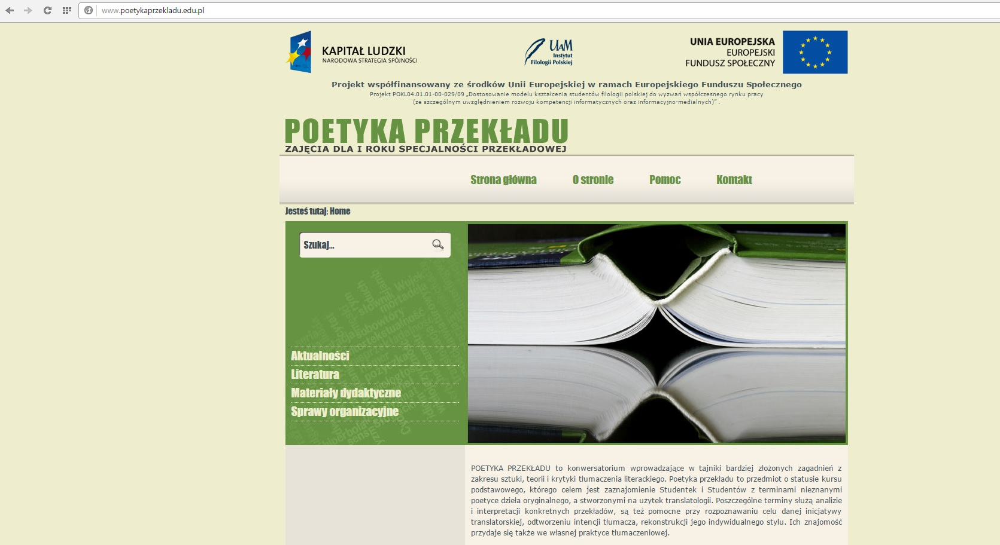 www.poetykaprzekladu.edu.pl
KAPITAŁ LUDZKI
NARODOWA STRATEGIA SPÓJNOŚCI
UAM
Instytut
Filologii Polskiej
UNIA EUROPEJSKA
EUROPEJSKI
FUNDUSZ SPOŁECZNY
Projekt współfinansowany ze środków Unii Europejskiej w ramach Europejskiego Funduszu Społecznego
Projekt POKL04.01.01-00-029/09 „Dostosowanie modelu kształcenia studentów filologii polskiej do wyzwań współczesnego rynku pracy
(ze szczególnym uwzględnieniem rozwoju kompetencji informatycznych oraz informacyjno-medialnych)” .
POETYKA PRZEKŁADU
ZAJĘCIA DLA I ROKU SPECJALNOŚCI PRZEKŁADOWEJ
Strona główna O stronie Pomoc Kontakt
Jesteś tutaj: Home
Szukaj...
Aktualności
Literatura
Materiały dydaktyczne
Sprawy organizacyjne
POETYKA PRZEKŁADU to konwersatorium wprowadzające w tajniki bardziej złożonych zagadnień z
zakresu sztuki, teorii i krytyki tłumaczenia literackiego. Poetyka przekładu to przedmiot o statusie kursu
podstawowego, którego celem jest zaznajomienie Studentek i Studentów z terminami nieznanymi
poetyce dzieła oryginalnego, a stworzonymi na użytek translatologii. Poszczególne terminy służą analizie
i interpretacji konkretnych przekładów, są też pomocne przy rozpoznawaniu celu danej inicjatywy
translatorskiej, odtworzeniu intencji tłumacza, rekonstrukcji jego indywidualnego stylu. Ich znajomość
przydaje się także we własnej praktyce tłumaczeniowej.